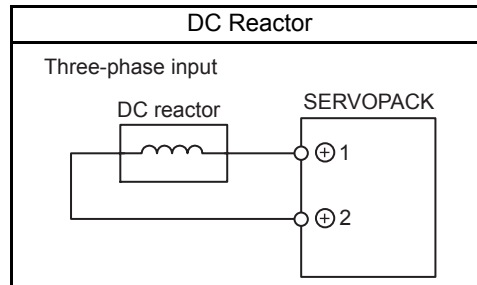 DC Reactor
Three-phase input
DC reactor
SERVOPACK
⊕1
⊕2